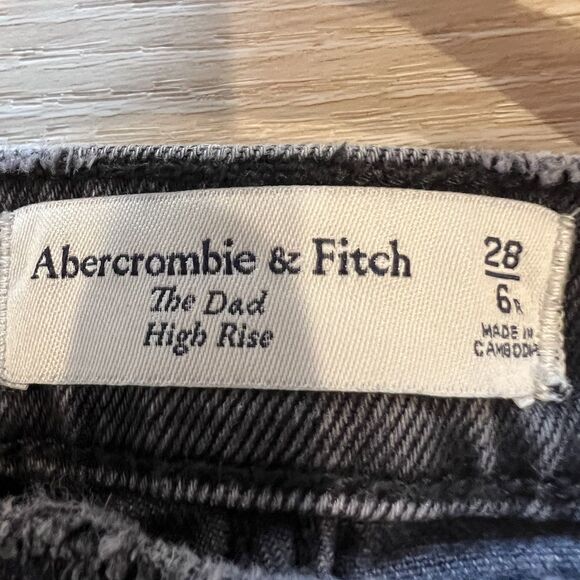 Abercrombie & Fitch
The Dad
High Rise
28
6R
MADE IN
CAMBODIA